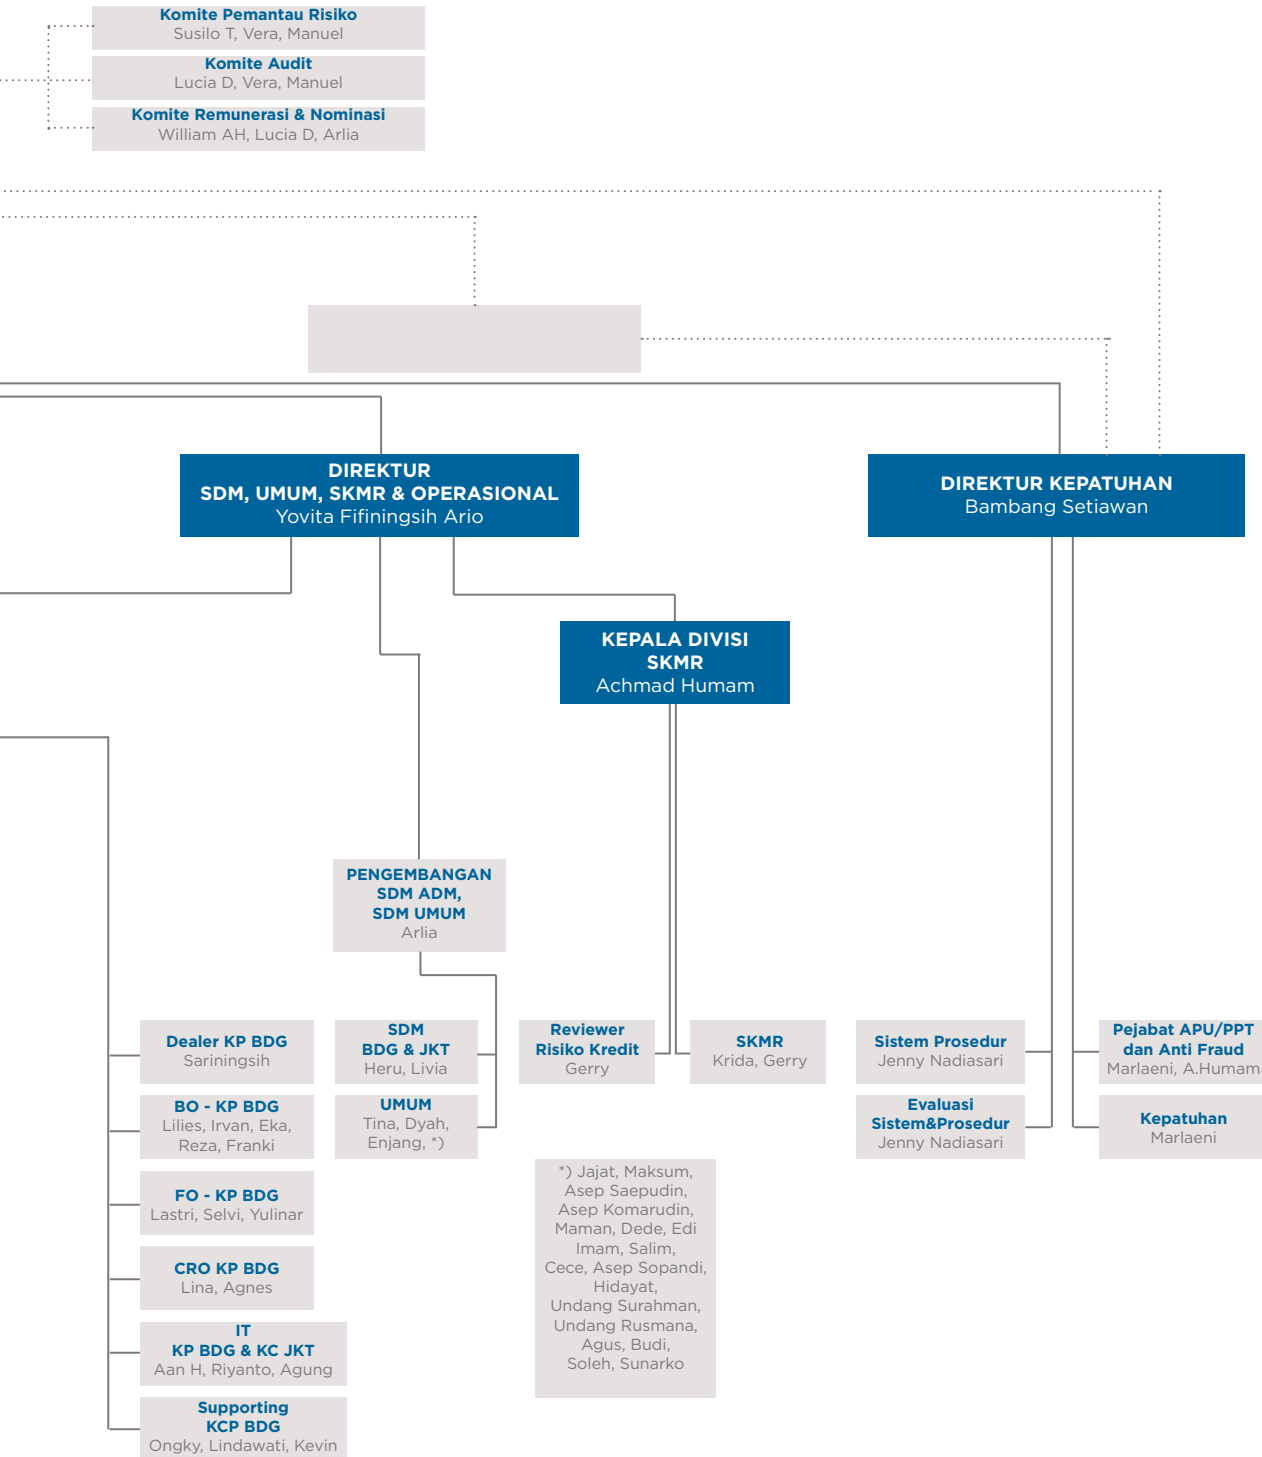 Komite Pemantau Risiko
Susilo T, Vera, Manuel
Komite Audit
Lucia D, Vera, Manuel
Komite Remunerasi & Nominasi
William AH, Lucia D, Arlia
DIREKTUR
SDM, UMUM, SKMR & OPERASIONAL
Yovita Fifiningsih Ario
DIREKTUR KEPATUHAN
Bambang Setiawan
KEPALA DIVISI
SKMR
Achmad Humam
PENGEMBANGAN
SDM ADM,
SDM UMUM
Arlia
Dealer KP BDG
Sariningsih
BO - KP BDG
Lilies, Irvan, Eka,
Reza, Franki
FO - KP BDG
Lastri, Selvi, Yulinar
CRO KP BDG
Lina, Agnes
IT
KP BDG & KC JKT
Aan H, Riyanto, Agung
Supporting
KCP BDG
Ongky, Lindawati, Kevin
SDM
BDG & JKT
Heru, Livia
UMUM
Tina, Dyah,
Enjang, *)
Reviewer
Risiko Kredit
Gerry
SKMR
Krida, Gerry
*) Jajat, Maksum,
Asep Saepudin,
Asep Komarudin,
Maman, Dede, Edi
Imam, Salim,
Cece, Asep Sopandi,
Hidayat,
Undang Surahman,
Undang Rusmana,
Agus, Budi,
Soleh, Sunarko
Sistem Prosedur
Jenny Nadiasari
Evaluasi
Sistem&Prosedur
Jenny Nadiasari
Pejabat APU/PPT
dan Anti Fraud
Marlaeni, A.Humam
Kepatuhan
Marlaeni